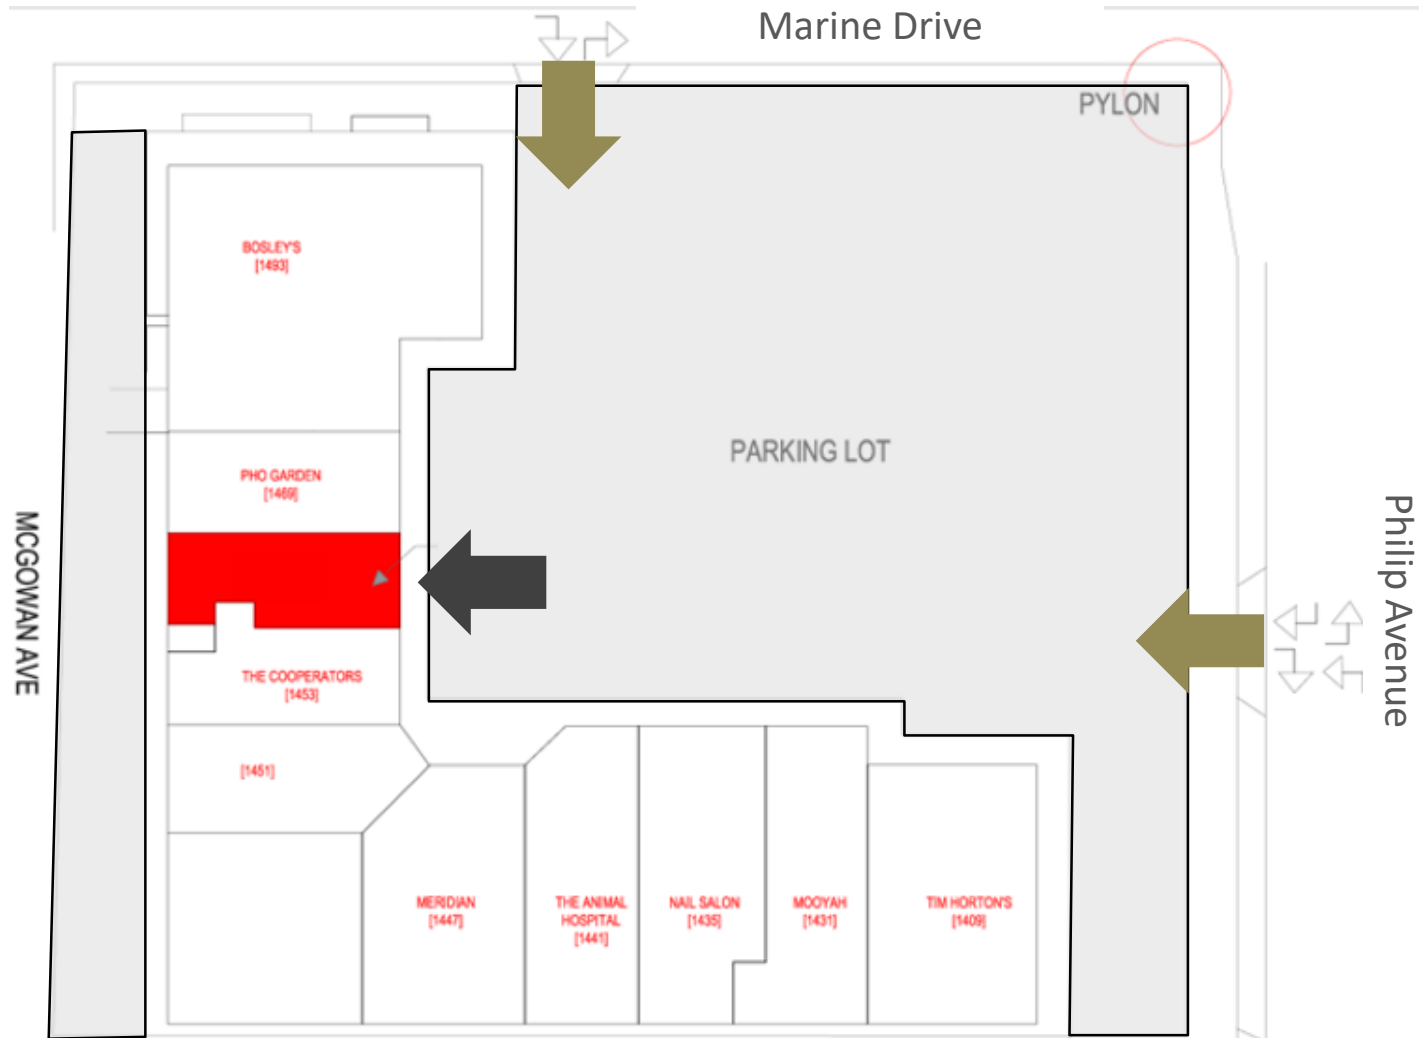 Marine Drive
PYLON
BOSLEY'S
[1493]
PARKING LOT
PHO GARDEN
[1469]
MCGOWAN AVE
Philip Avenue
THE COOPERATORS
[1453]
[1451]
MERIDIAN
[1447]
THE ANIMAL
HOSPITAL
[1441]
NAIL SALON
[1435]
MOOYAH
[1431]
TIM HORTON'S
[1409]